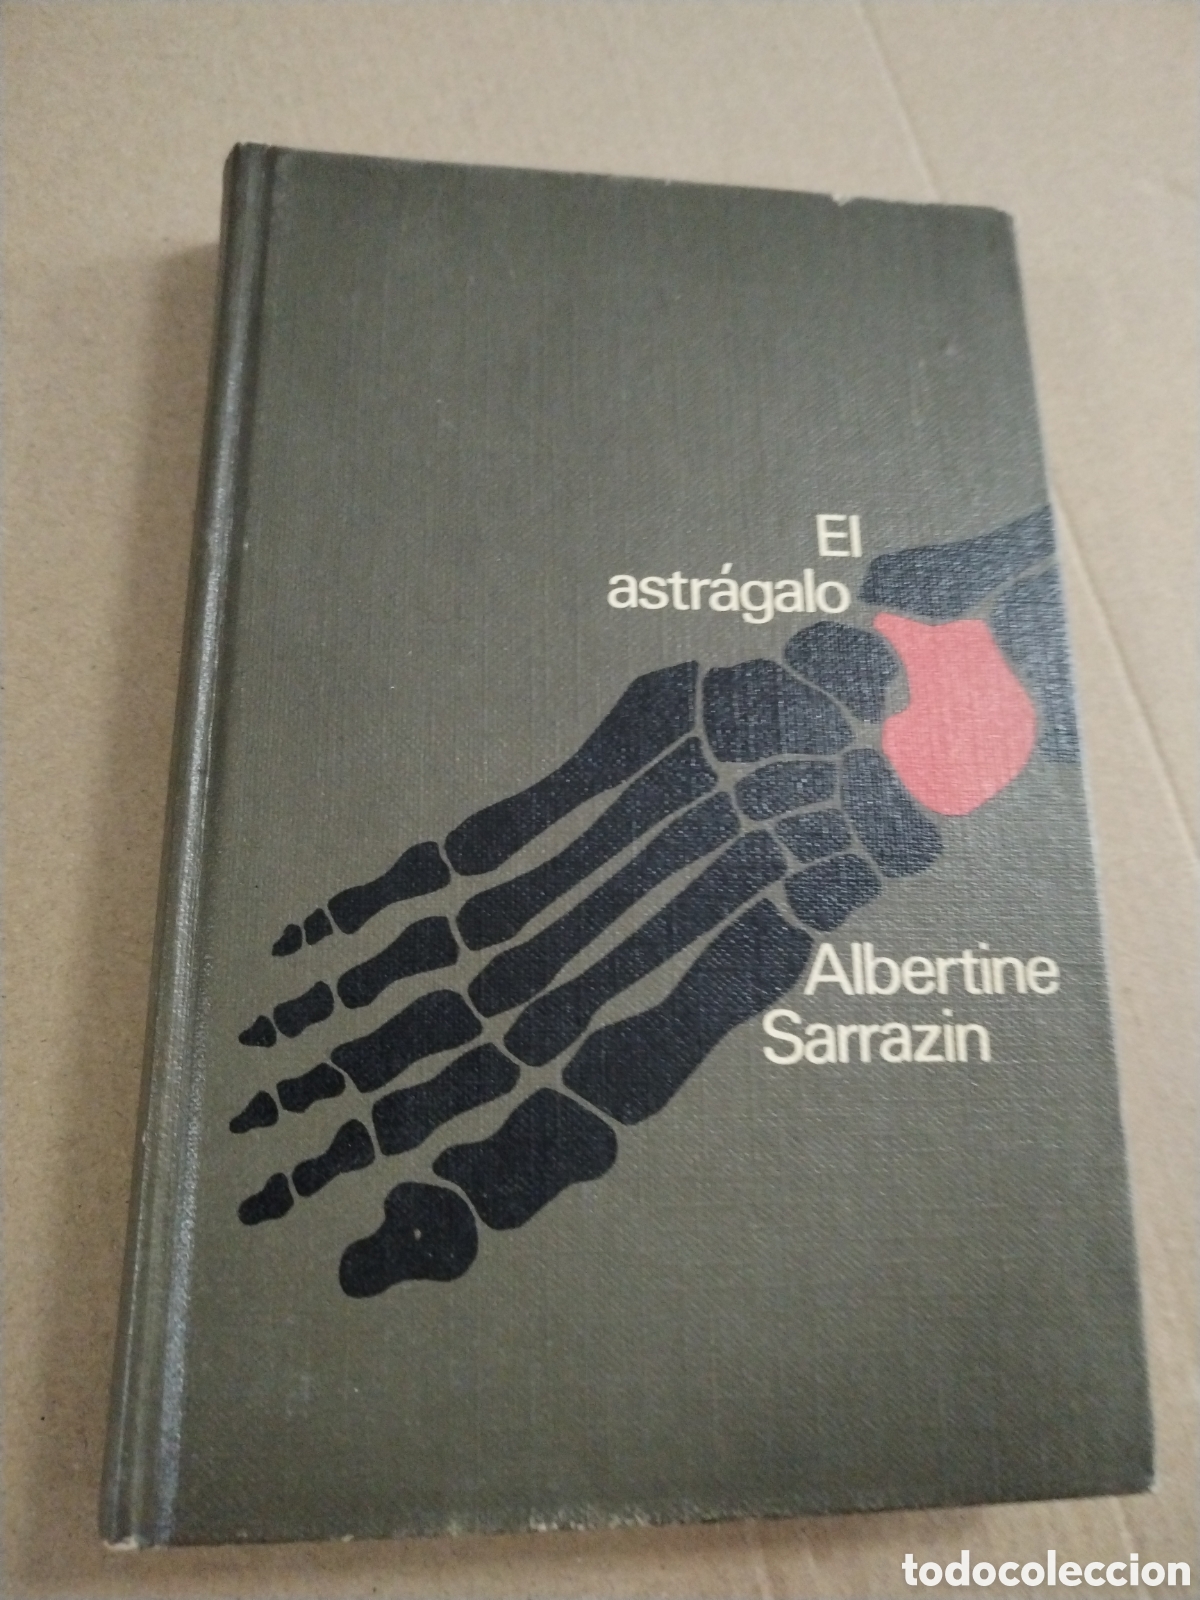 El
astrágalo
Albertine
Sarrazin
todocoleccion